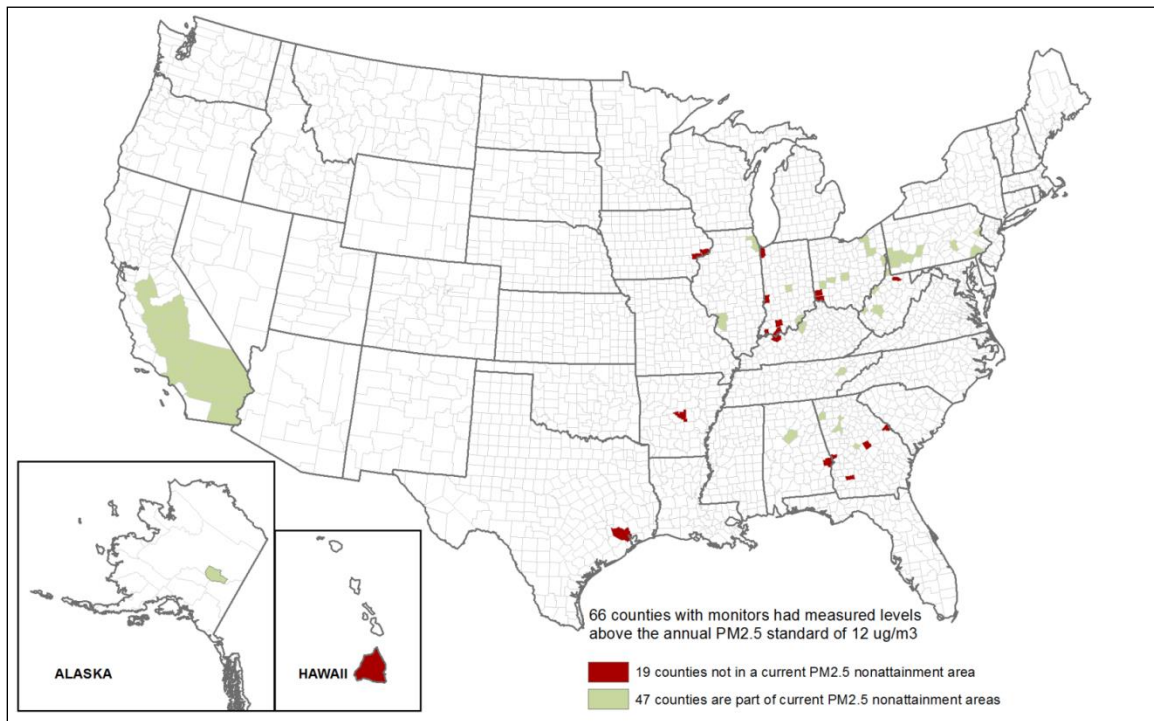 66 counties with monitors had measured levels
above the annual PM2.5 standard of 12 ug/m3
ALASKA
HAWAII
19 counties not in a current PM2.5 nonattainment area
47 counties are part of current PM2.5 nonattainment areas